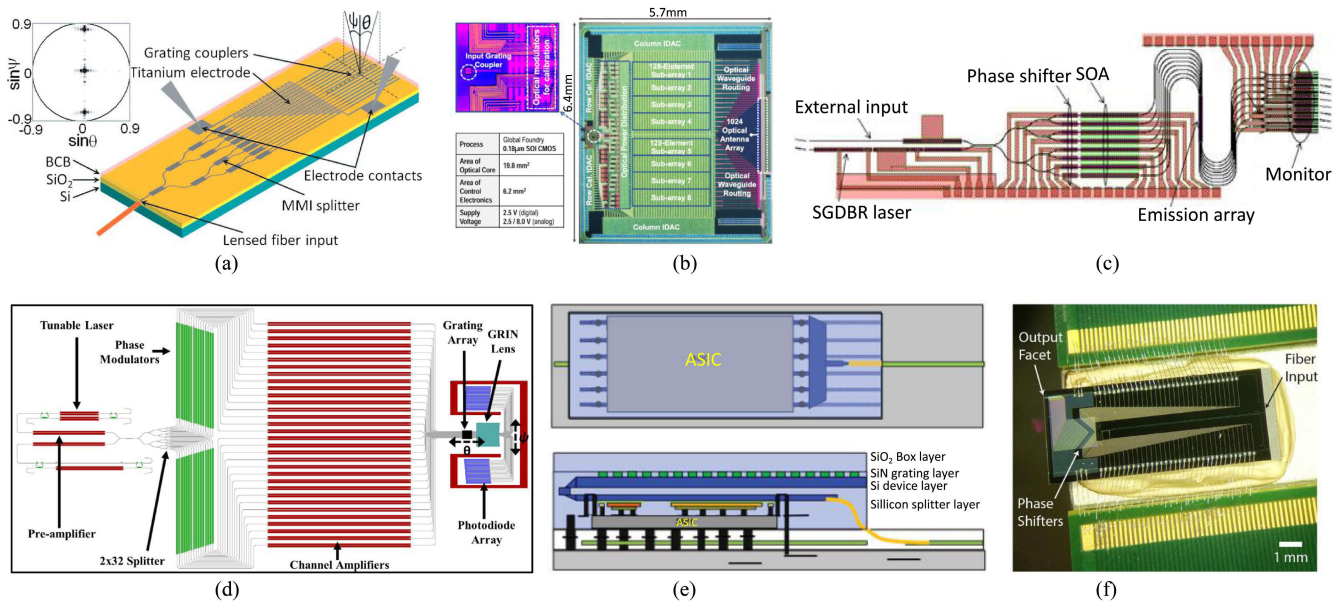 0.9
sinψ
0
-0.9
-0.9
0.9
sinθ
ψ
θ
Grating couplers
Titanium electrode
BCB
SiO2
Si
Electrode contacts
MMI splitter
Lensed fiber input
(a)
5.7mm
6.4mm
Input Grating
Coupler
Optical modulators
for calibration
Process
Global Foundry
0.18μm SOI CMOS
Area of
Optical Core
19.8 mm2
Area of
Control
Electronics
6.2 mm2
Supply
Voltage
2.5 V (digital)
2.5 / 8.0 V (analog)
Column IDAC
Row Cal. IDAC
Row Cal. IDAC
Optical Power Distribution
128-Elelemnt
Sub-array 1
Sub-array 2
Sub-array 3
Sub-array 4
128-Element
Sub-array 5
Sub-array 6
Sub-array 7
Sub-array 8
Optical
Waveguide
Routing
1024
Optical
Antenna
Array
Optical
Waveguide
Routing
Column IDAC
(b)
External input
Phase shifter
SOA
SGDBR laser
Emission array
Monitor
(c)
Tunable Laser
Phase
Modulators
Grating
Array
GRIN
Lens
θ
ψ
Pre-amplifier
2x32 Splitter
Channel Amplifiers
Photodiode
Array
(d)
ASIC
SiO2 Box layer
SiN grating layer
Si device layer
Sillicon splitter layer
ASIC
(e)
Output
Facet
Fiber
Input
Phase
Shifters
1 mm
(f)